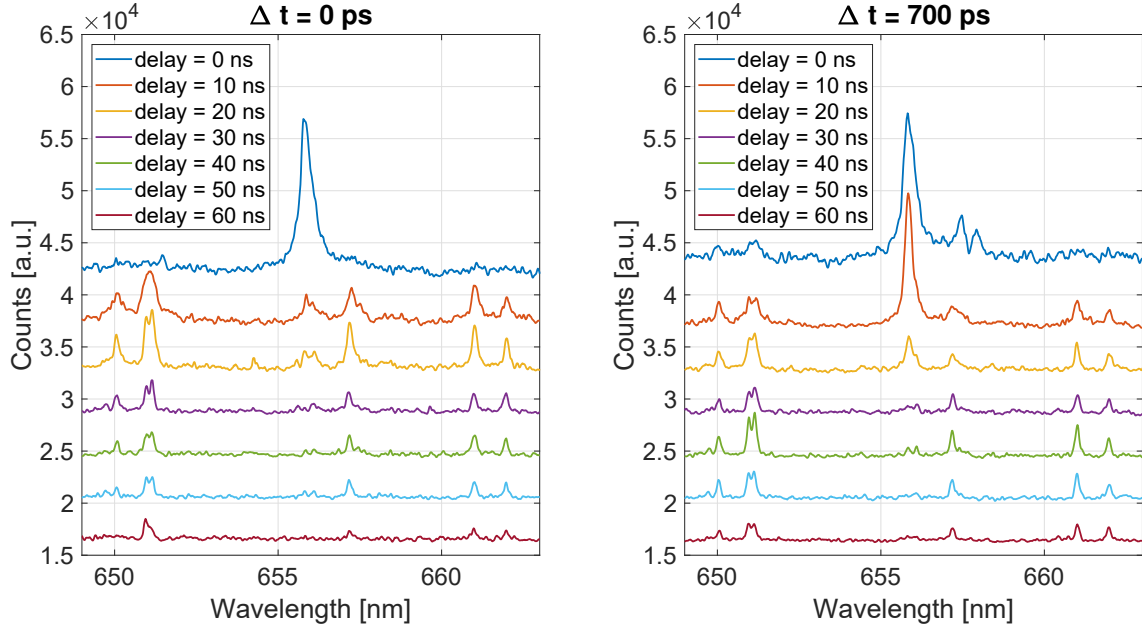 Δ t = 0 ps
×10⁴
6.5
6
5.5
5
4.5
4
3.5
3
2.5
2
1.5
Counts [a.u.]
delay = 0 ns
delay = 10 ns
delay = 20 ns
delay = 30 ns
delay = 40 ns
delay = 50 ns
delay = 60 ns
650
655
660
Wavelength [nm]
Δ t = 700 ps
×10⁴
6.5
6
5.5
5
4.5
4
3.5
3
2.5
2
1.5
Counts [a.u.]
delay = 0 ns
delay = 10 ns
delay = 20 ns
delay = 30 ns
delay = 40 ns
delay = 50 ns
delay = 60 ns
650
655
660
Wavelength [nm]